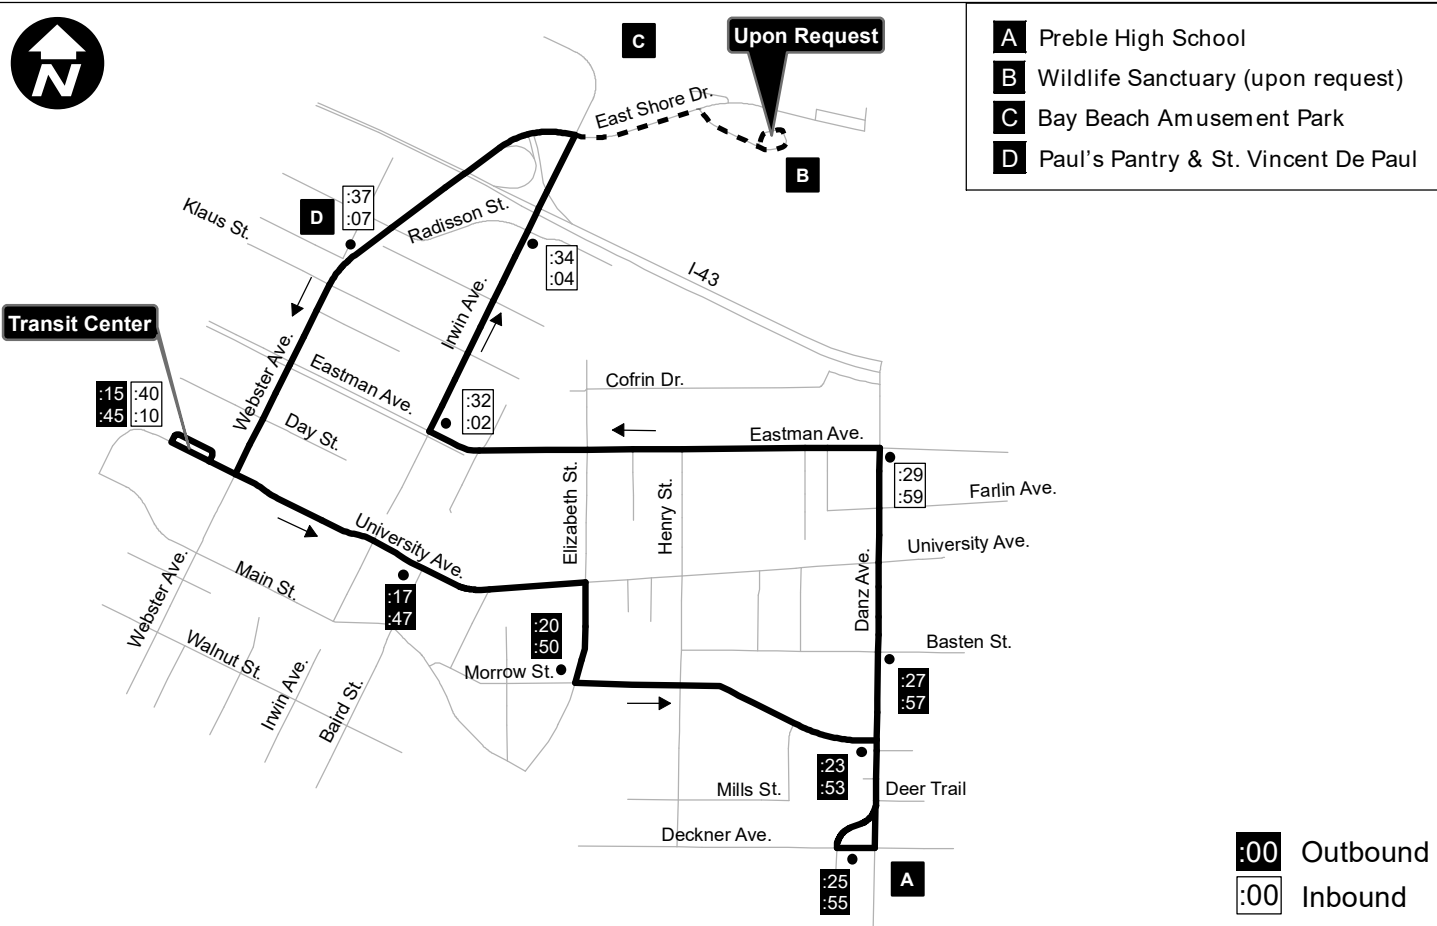 N
C
Upon Request
A Preble High School
B Wildlife Sanctuary (upon request)
C Bay Beach Amusement Park
D Paul's Pantry & St. Vincent De Paul
East Shore Dr.
B
:37
:07
D
Klaus St.
Radisson St.
:34
:04
I-43
Irwin Ave.
Transit Center
Webster Ave.
Eastman Ave.
Cofrin Dr.
:15 :40
:45 :10
:32
:02
Day St.
Eastman Ave.
:29
:59
Farlin Ave.
Elizabeth St.
Henry St.
University Ave.
University Ave.
Danz Ave.
Webster Ave.
Main St.
:17
:47
:20
:50
Basten St.
Walnut St.
Morrow St.
Irwin Ave.
Baird St.
:27
:57
:23
:53
Mills St.
Deer Trail
Deckner Ave.
:25
:55
A
:00 Outbound
:00 Inbound